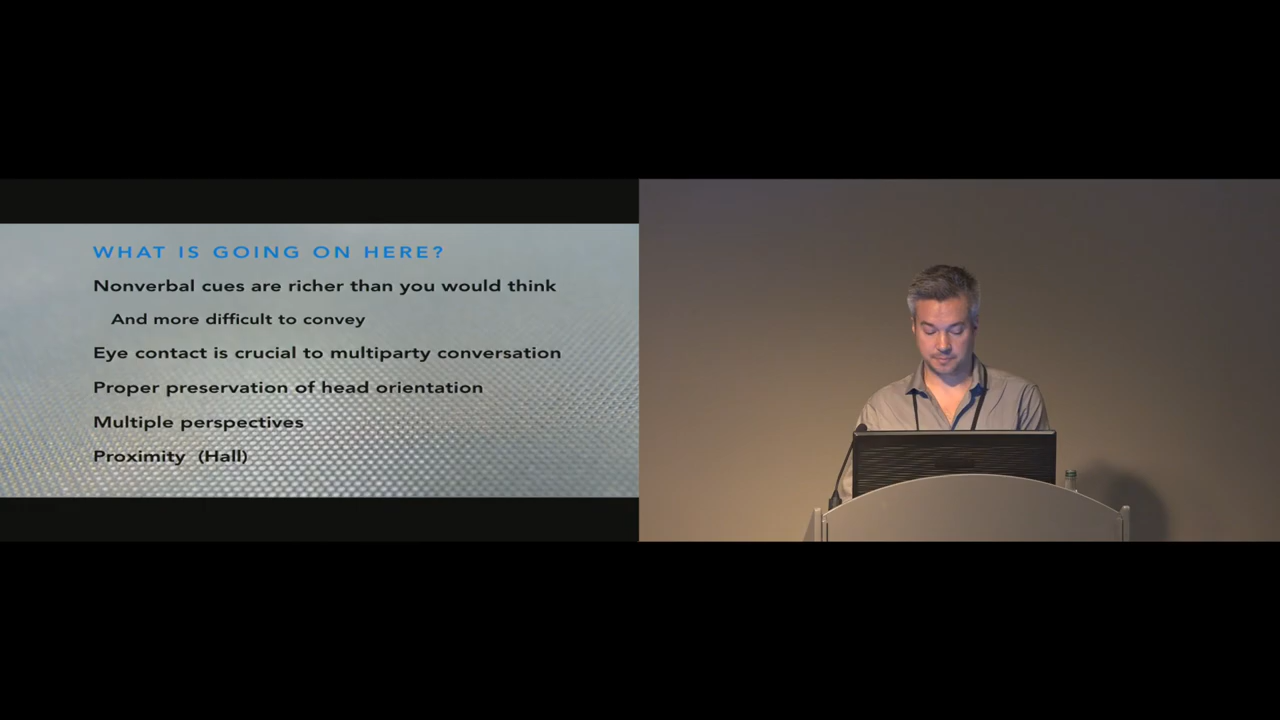 WHAT IS GOING ON HERE?
Nonverbal cues are richer than you would think
And more difficult to convey
Eye contact is crucial to multiparty conversation
Proper preservation of head orientation
Multiple perspectives
Proximity (Hall)